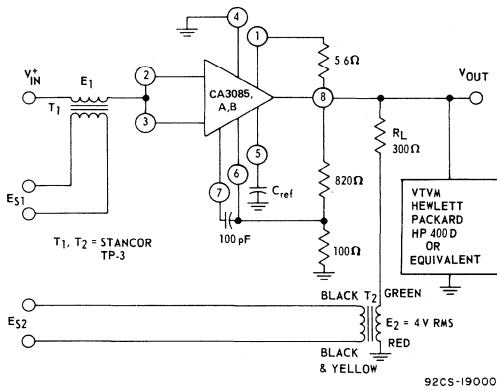 4
1
5 6Ω
V+IN
E1
T1
2
3
CA3085,
A,B
8
VOUT
RL
300Ω
5
7
6
Cref
820Ω
100 pF
100Ω
VTVM
HEWLETT
PACKARD
HP 400 D
OR
EQUIVALENT
ES1
T1, T2 = STANCOR
TP-3
BLACK T2 GREEN
ES2
E2 = 4 V RMS
RED
BLACK
& YELLOW
92CS-19000